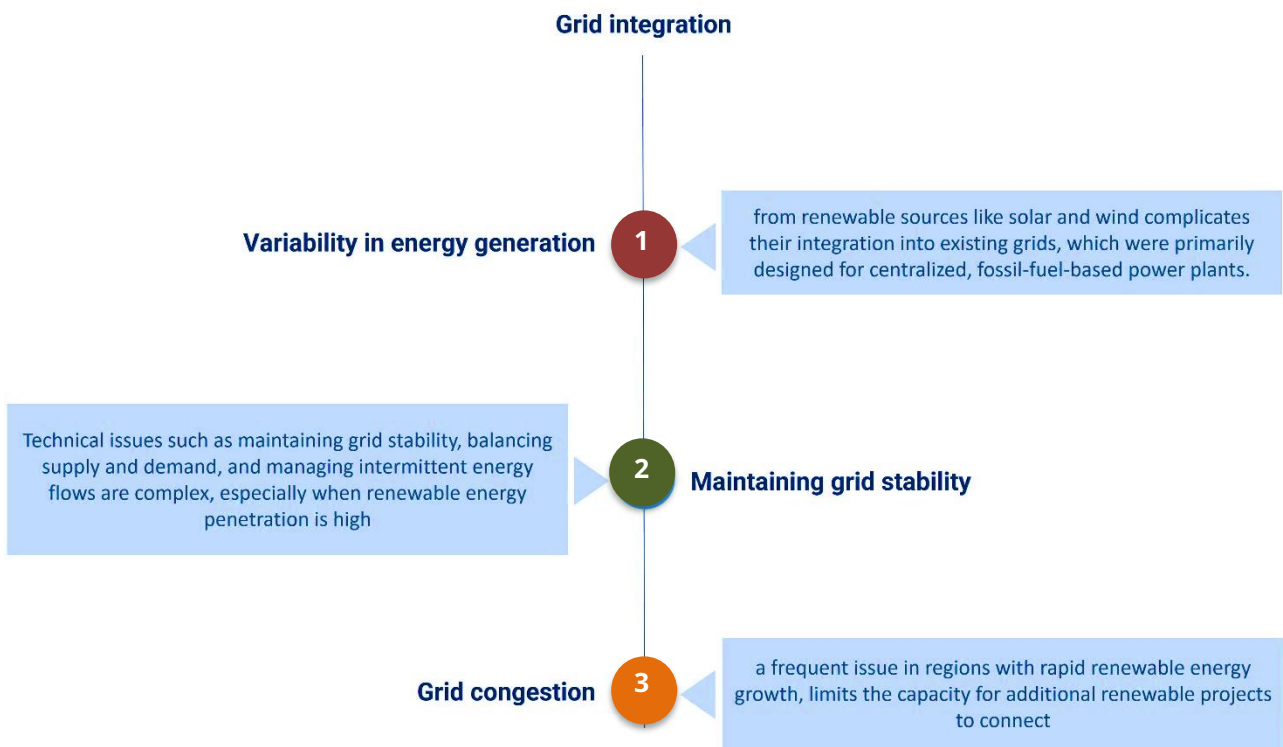 Grid integration
Variability in energy generation
1
from renewable sources like solar and wind complicates
their integration into existing grids, which were primarily
designed for centralized, fossil-fuel-based power plants.
Technical issues such as maintaining grid stability, balancing
supply and demand, and managing intermittent energy
flows are complex, especially when renewable energy
penetration is high
2
Maintaining grid stability
Grid congestion
3
a frequent issue in regions with rapid renewable energy
growth, limits the capacity for additional renewable projects
to connect